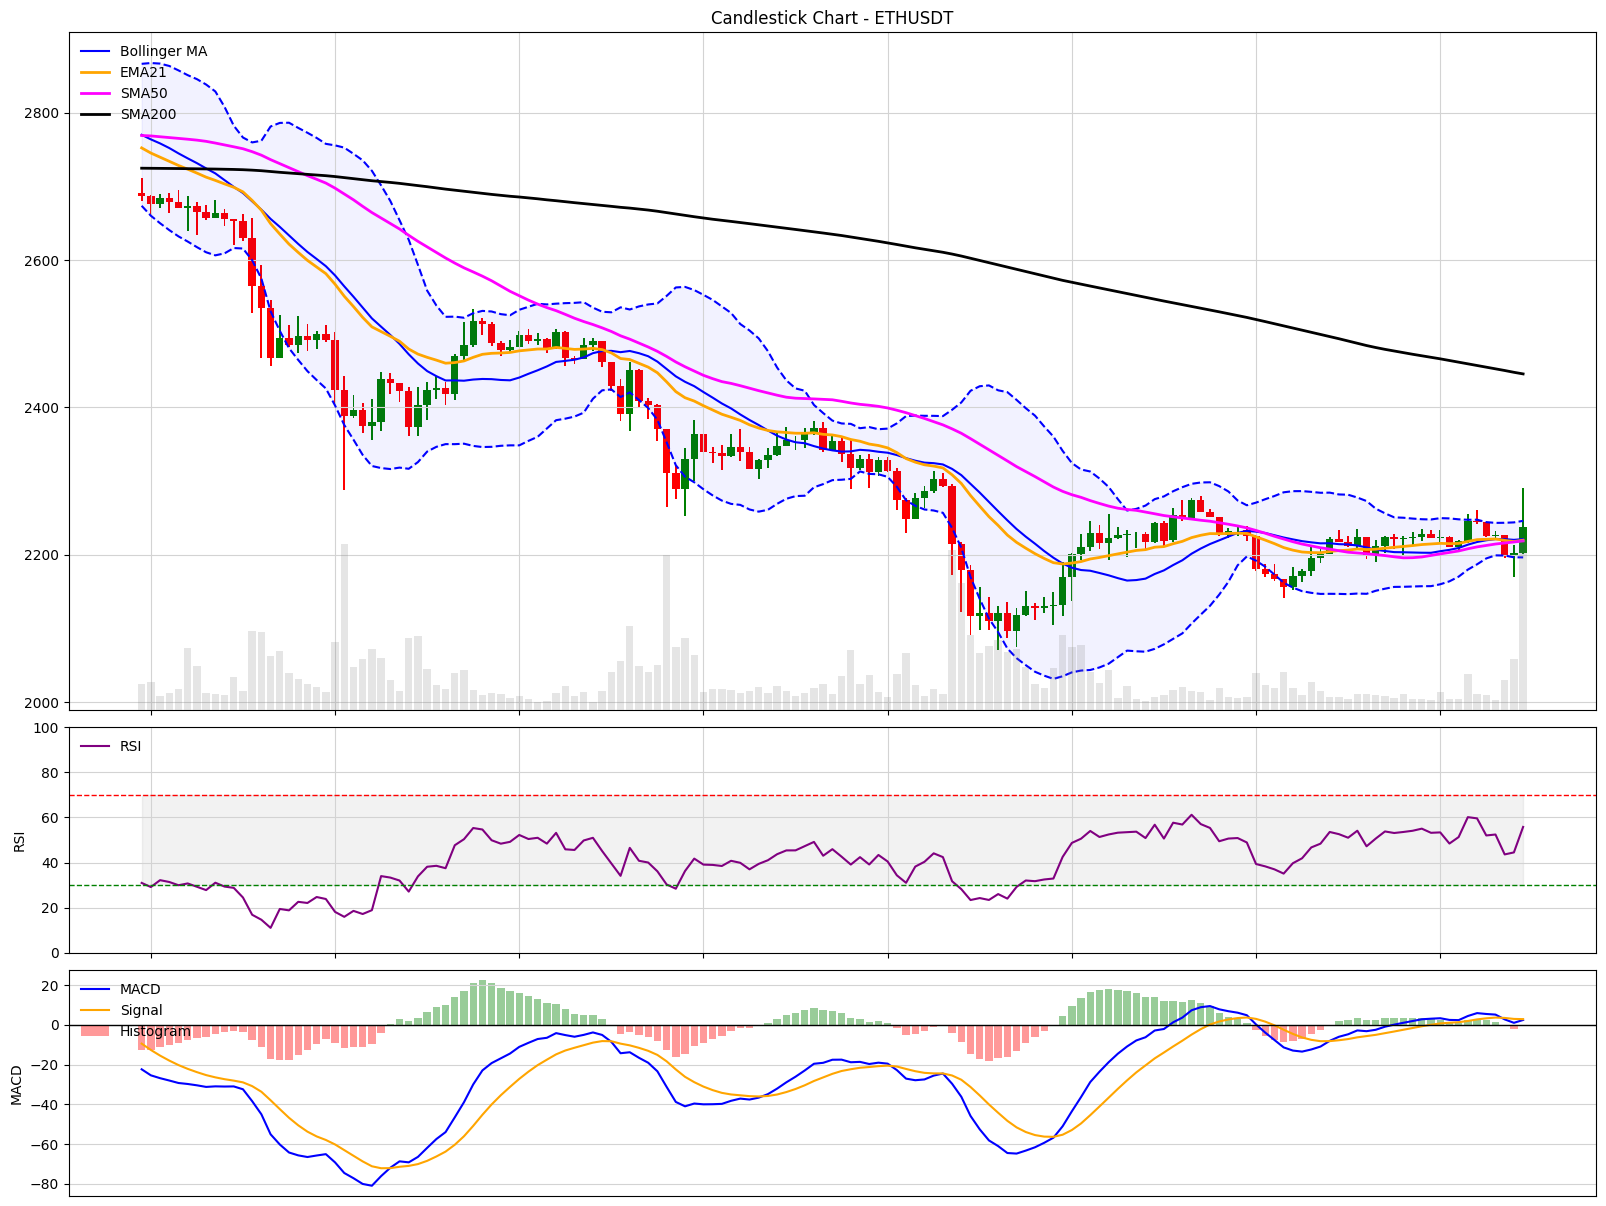 Candlestick Chart - ETHUSDT
Bollinger MA
EMA21
SMA50
SMA200
2800
2600
2400
2200
2000
100
80
60
40
20
0
RSI
RSI
20
0
−20
−40
−60
−80
MACD
MACD
Signal
Histogram